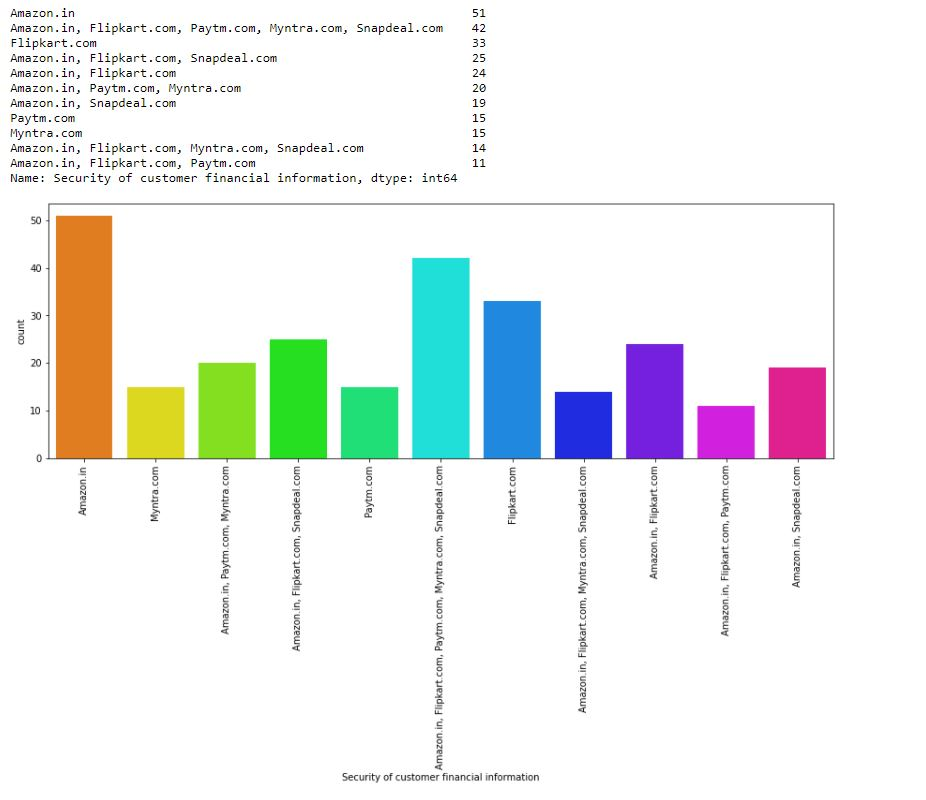 Amazon.in 51
Amazon.in, Flipkart.com, Paytm.com, Myntra.com, Snapdeal.com 42
Flipkart.com 33
Amazon.in, Flipkart.com, Snapdeal.com 25
Amazon.in, Flipkart.com 24
Amazon.in, Paytm.com, Myntra.com 20
Amazon.in, Snapdeal.com 19
Paytm.com 15
Myntra.com 15
Amazon.in, Flipkart.com, Myntra.com, Snapdeal.com 14
Amazon.in, Flipkart.com, Paytm.com 11
Name: Security of customer financial information, dtype: int64
50
40
30
20
10
0
count
Amazon.in
Myntra.com
Amazon.in, Paytm.com, Myntra.com
Amazon.in, Flipkart.com, Snapdeal.com
Paytm.com
Amazon.in, Flipkart.com, Paytm.com, Myntra.com, Snapdeal.com
Flipkart.com
Amazon.in, Flipkart.com, Myntra.com, Snapdeal.com
Amazon.in, Flipkart.com
Amazon.in, Flipkart.com, Paytm.com
Amazon.in, Snapdeal.com
Security of customer financial information